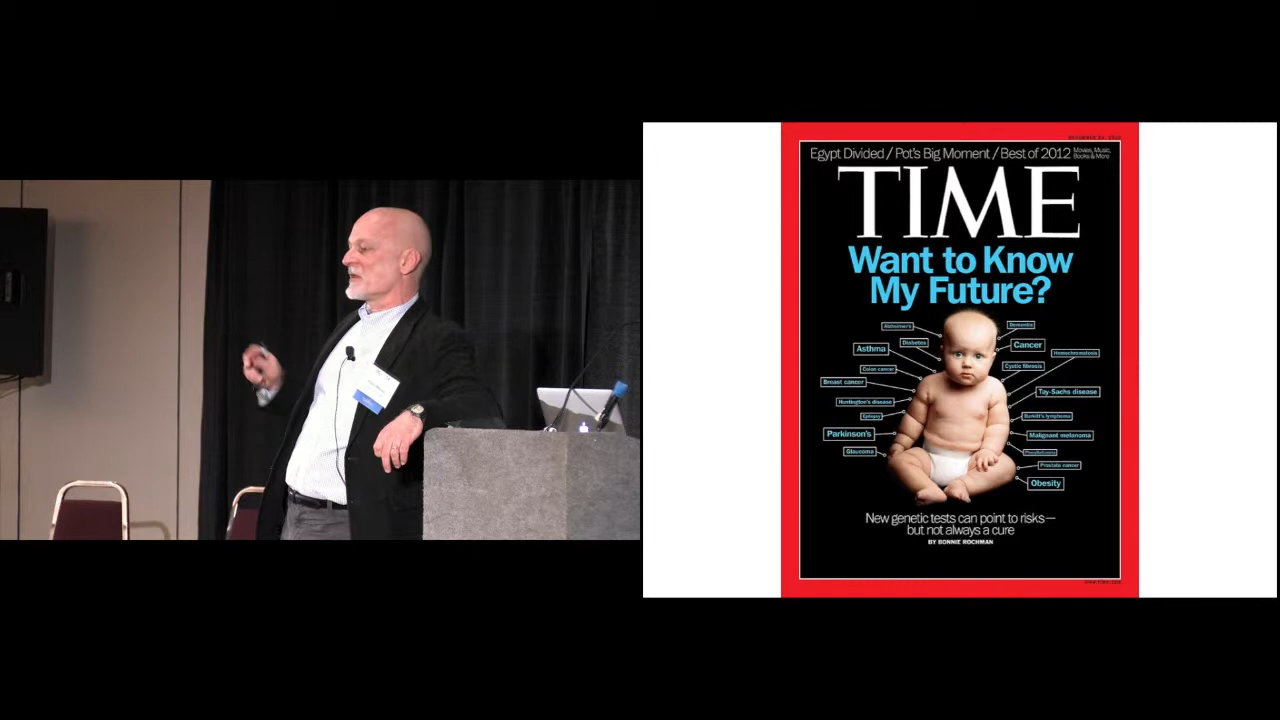 Egypt Divided / Pot's Big Moment / Best of 2012 Movies, Music,
Books & More
TIME
Want to Know
My Future?
Alzheimer's
Dementia
Diabetes
Cancer
Asthma
Hemochromatosis
Colon cancer
Cystic fibrosis
Breast cancer
Tay-Sachs disease
Huntington's disease
Epilepsy
Burkitt's lymphoma
Parkinson's
Malignant melanoma
Glaucoma
Prostate cancer
Obesity
New genetic tests can point to risks—
but not always a cure
BY BONNIE ROCHMAN